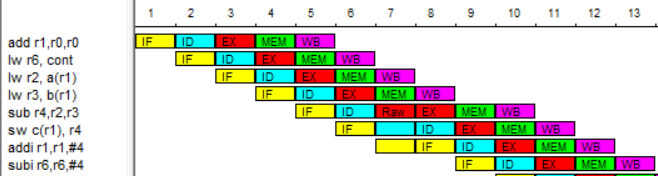 1 2 3 4 5 6 7 8 9 10 11 12 13
add r1,r0,r0 IF ID EX MEM WB
lw r6, cont IF ID EX MEM WB
lw r2, a(r1) IF ID EX MEM WB
lw r3, b(r1) IF ID EX MEM WB
sub r4,r2,r3 IF ID Raw EX MEM WB
sw c(r1), r4 IF ID EX MEM WB
addi r1,r1,#4 IF ID EX MEM WB
subi r6,r6,#4 IF ID EX MEM WB